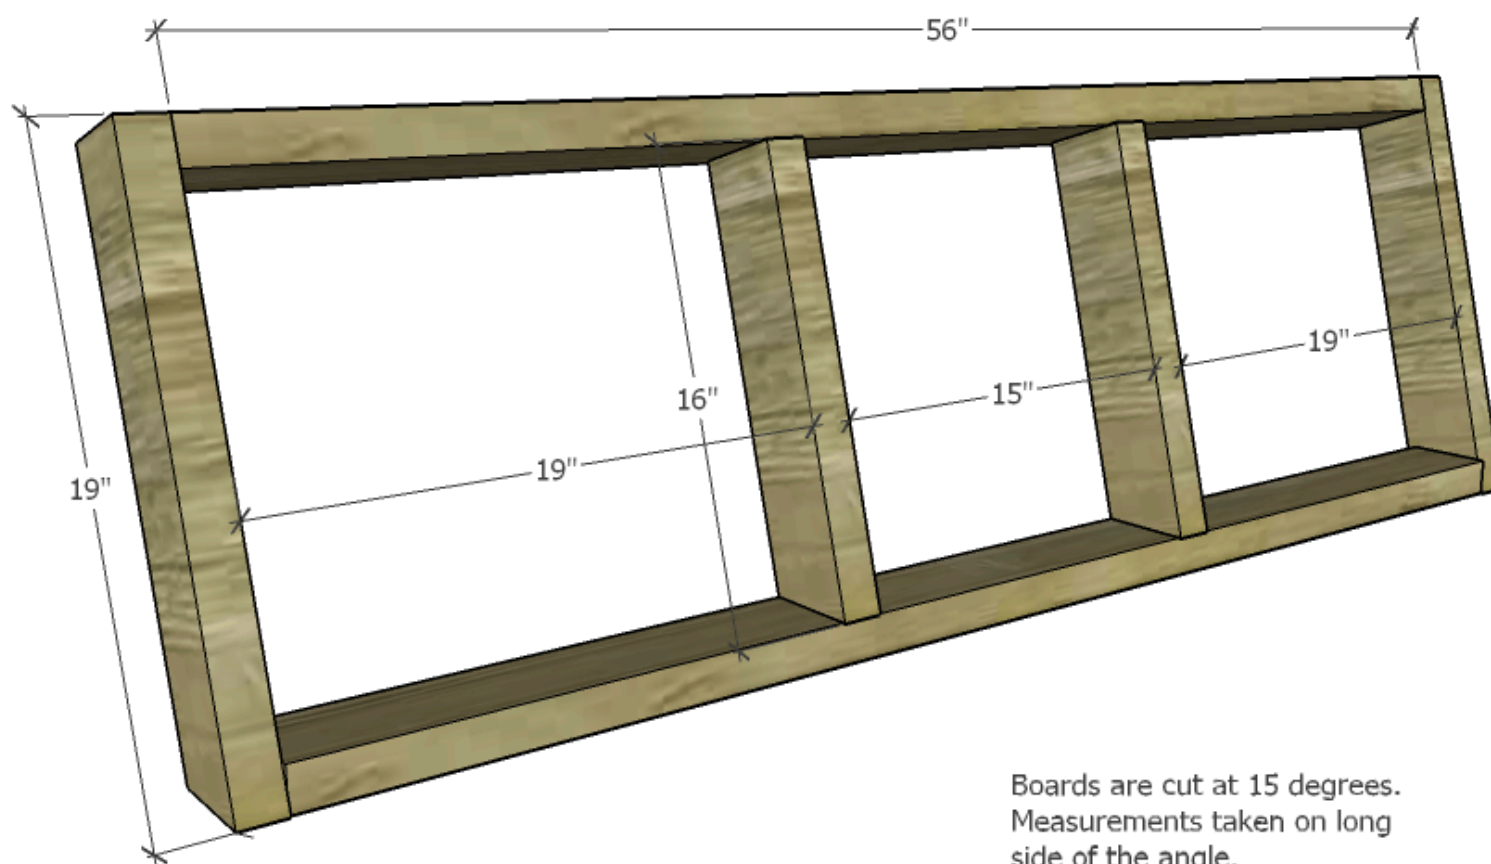 56"
19"
16"
19"
15"
19"
Boards are cut at 15 degrees.
Measurements taken on long
side of the angle.